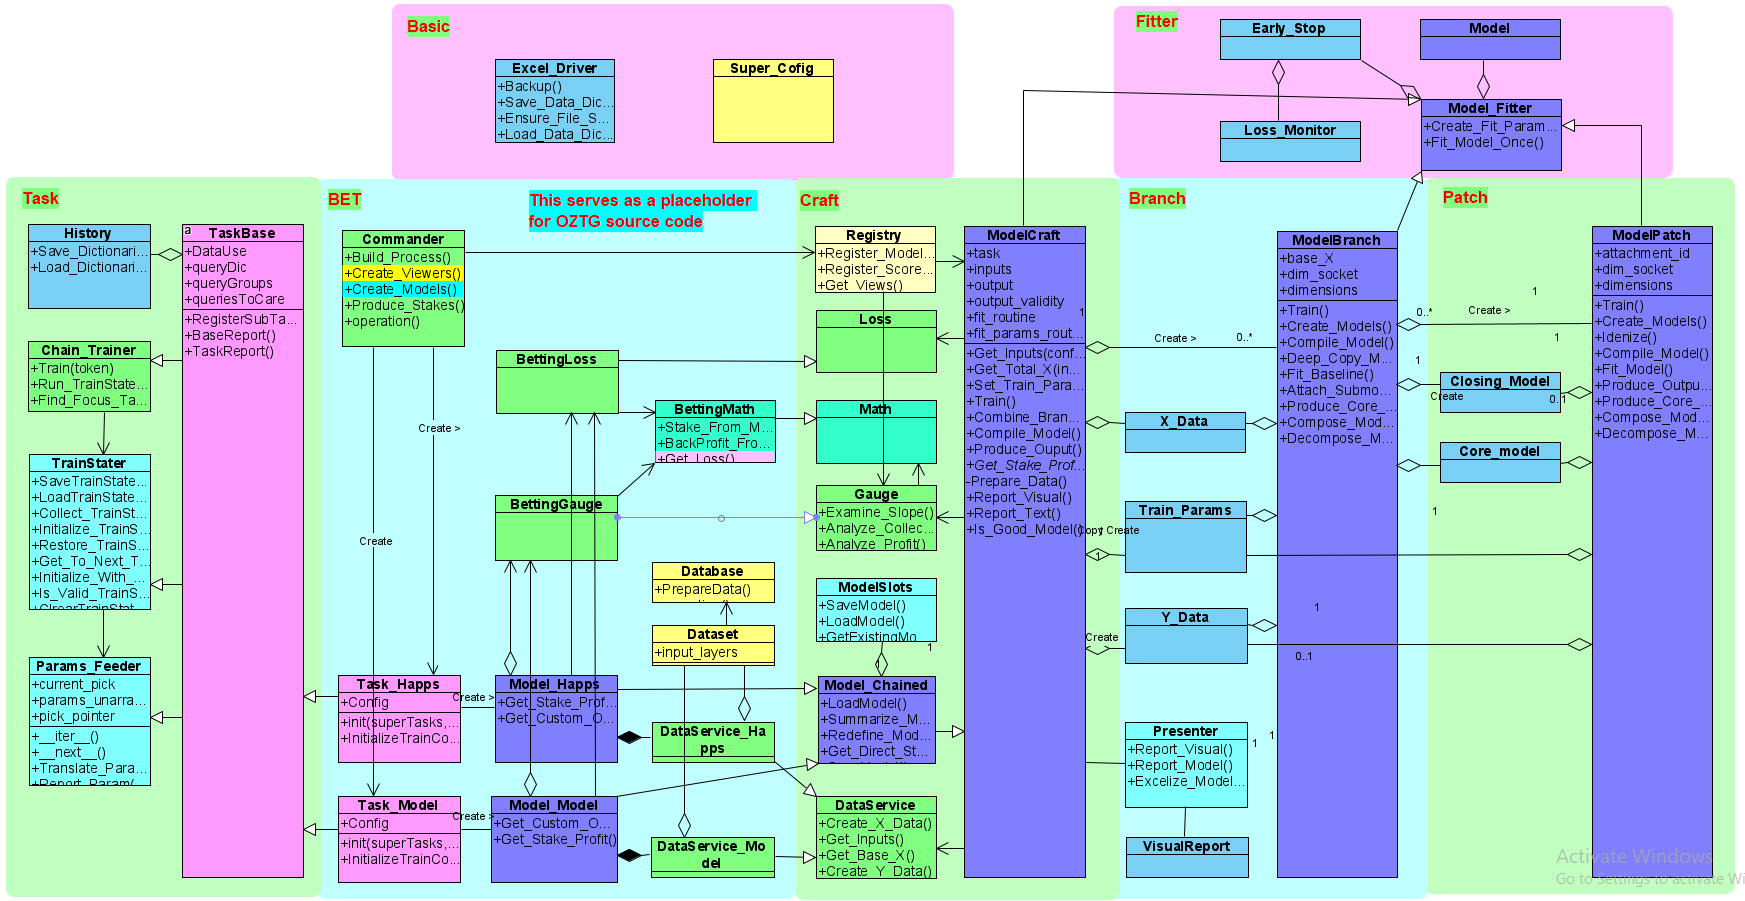 Basic
Excel_Driver
+Backup()
+Save_Data_Dic...
+Ensure_File_S...
+Load_Data_Dic...
Super_Cofig
Fitter
Early_Stop
Model
Loss_Monitor
Model_Fitter
+Create_Fit_Param...
+Fit_Model_Once()
Task
History
+Save_Dictionari...
+Load_Dictionari...
a
TaskBase
+DataUse
+queryDic
+queryGroups
+queriesToCare
+RegisterSubTa...
+BaseReport()
+TaskReport()
Chain_Trainer
+Train(token)
+Run_TrainState...
+Find_Focus_Ta...
TrainStater
+SaveTrainState...
+LoadTrainState...
+Collect_TrainSt...
+Initialize_TrainS...
+Restore_TrainS...
+Get_To_Next_T...
+Initialize_With_...
+Is_Valid_TrainS...
+ClearTrainStat...
Params_Feeder
+current_pick
+params_unarra...
+pick_pointer
+__iter__()
+__next__()
+Translate_Para...
+Report_Param(...
BET
This serves as a placeholder
for OZTG source code
Commander
+Build_Process()
+Create_Viewers()
+Create_Models()
+Produce_Stakes()
+operation()
Create >
Create
BettingLoss
BettingMath
+Stake_From_M...
+BackProfit_Fro...
+Get_Loss()
BettingGauge
Database
+PrepareData()
Dataset
+input_layers
Task_Happs
+Config
+init(superTasks,...
+InitializeTrainCo...
Create >
Model_Happs
+Get_Stake_Prof...
+Get_Custom_O...
DataService_Ha
pps
Task_Model
+Config
+init(superTasks,...
+InitializeTrainCo...
Create >
Model_Model
+Get_Custom_O...
+Get_Stake_Profit()
DataService_Mo
del
Craft
Registry
+Register_Model...
+Register_Score...
+Get_Views()
Loss
Math
Gauge
+Examine_Slope()
+Analyze_Collec...
+Analyze_Profit()
ModelSlots
+SaveModel()
+LoadModel()
+GetExistingMo...
1
1
Model_Chained
+LoadModel()
+Summarize_M...
+Redefine_Mod...
+Get_Direct_St...
DataService
+Create_X_Data()
+Get_Inputs()
+Get_Base_X()
+Create_Y_Data()
ModelCraft
+task
+inputs
+output
+output_validity
+fit_routine
+fit_params_rout...
1
+Get_Inputs(conf...
+Get_Total_X(in...
+Set_Train_Para...
+Train()
+Combine_Bran...
+Compile_Model()
+Produce_Ouput()
+Get_Stake_Prof...
-Prepare_Data()
+Report_Visual()
+Report_Text()
+Is_Good_Model()
Branch
Create >
0..*
X_Data
Train_Params
Copy Create
1
Y_Data
Create
1
0..1
Presenter
+Report_Visual()
+Report_Model()
+Excelize_Model...
1
1
VisualReport
ModelBranch
+base_X
+dim_socket
+dimensions
+Train()
+Create_Models()
+Compile_Model()
+Deep_Copy_M...
+Fit_Baseline()
+Attach_Submo...
+Produce_Core_...
+Compose_Mod...
+Decompose_M...
Patch
1
0..*
Create >
1
1
Closing_Model
Create
0..1
Core_model
1
ModelPatch
+attachment_id
+dim_socket
+dimensions
+Train()
+Create_Models()
+Idenize()
+Compile_Model()
+Fit_Model()
+Produce_Outpu...
+Produce_Core_...
+Compose_Mod...
+Decompose_M...
Activate Windows
Go to Settings to activate Wi